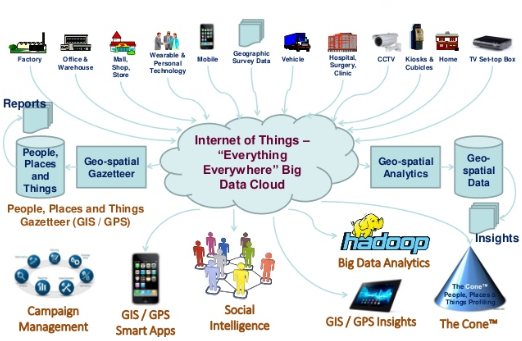 Factory
Office &
Warehouse
Mall,
Shop,
Store
Wearable &
Personal
Technology
Mobile
Geographic
Survey Data
Vehicle
Hospital,
Surgery,
Clinic
CCTV
Kiosks &
Cubicles
Home
TV Set-top Box
Reports
People,
Places
and
Things
Geo-spatial
Gazetteer
Internet of Things –
“Everything
Everywhere” Big
Data Cloud
Geo-spatial
Analytics
Geo-
spatial
Data
People, Places and Things
Gazetteer (GIS / GPS)
Insights
hadoop
Big Data Analytics
Campaign
Management
GIS / GPS
Smart Apps
Social
Intelligence
GIS / GPS Insights
The Cone™
People, Places &
Things Profiling
The Cone™